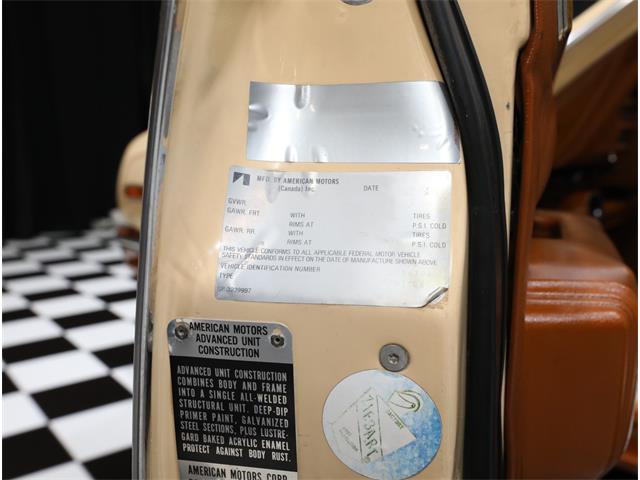 MFD. BY AMERICAN MOTORS
(Canada) Inc. DATE
GVWR
GAWR. FRT WITH TIRES
RIMS AT P.S.I. COLD
GAWR. RR WITH TIRES
RIMS AT P.S.I. COLD
THIS VEHICLE CONFORMS TO ALL APPLICABLE FEDERAL MOTOR VEHICLE
SAFETY STANDARDS IN EFFECT ON THE DATE OF MANUFACTURE SHOWN ABOVE
VEHICLE IDENTIFICATION NUMBER
TYPE
AMERICAN MOTORS
ADVANCED UNIT
CONSTRUCTION
ADVANCED UNIT CONSTRUCTION
COMBINES BODY AND FRAME
INTO A SINGLE ALL-WELDED
STRUCTURAL UNIT. DEEP-DIP
PRIMER PAINT, GALVANIZED
STEEL SECTIONS, PLUS LUSTRE-
GARD BAKED ACRYLIC ENAMEL
PROTECT AGAINST BODY RUST.
AMERICAN MOTORS CORP